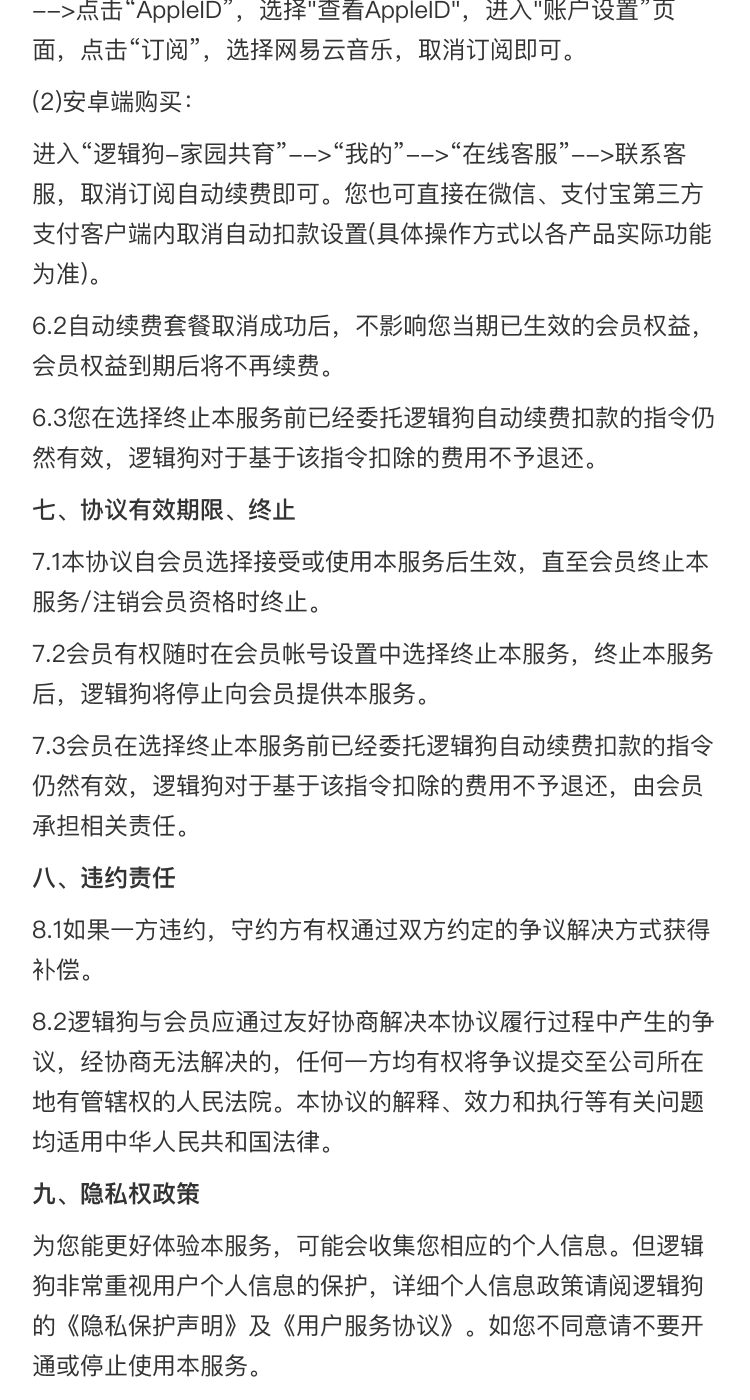 -->点击“AppleID”，选择"查看AppleID"，进入"账户设置”页
面，点击“订阅”，选择网易云音乐，取消订阅即可。
(2)安卓端购买：
进入“逻辑狗-家园共育”-->“我的”-->“在线客服”-->联系客
服，取消订阅自动续费即可。您也可直接在微信、支付宝第三方
支付客户端内取消自动扣款设置(具体操作方式以各产品实际功能
为准)。
6.2自动续费套餐取消成功后，不影响您当期已生效的会员权益，
会员权益到期后将不再续费。
6.3您在选择终止本服务前已经委托逻辑狗自动续费扣款的指令仍
然有效，逻辑狗对于基于该指令扣除的费用不予退还。
七、协议有效期限、终止
7.1本协议自会员选择接受或使用本服务后生效，直至会员终止本
服务/注销会员资格时终止。
7.2会员有权随时在会员帐号设置中选择终止本服务，终止本服务
后，逻辑狗将停止向会员提供本服务。
7.3会员在选择终止本服务前已经委托逻辑狗自动续费扣款的指令
仍然有效，逻辑狗对于基于该指令扣除的费用不予退还，由会员
承担相关责任。
八、违约责任
8.1如果一方违约，守约方有权通过双方约定的争议解决方式获得
补偿。
8.2逻辑狗与会员应通过友好协商解决本协议履行过程中产生的争
议，经协商无法解决的，任何一方均有权将争议提交至公司所在
地有管辖权的人民法院。本协议的解释、效力和执行等有关问题
均适用中华人民共和国法律。
九、隐私权政策
为您能更好体验本服务，可能会收集您相应的个人信息。但逻辑
狗非常重视用户个人信息的保护，详细个人信息政策请阅逻辑狗
的《隐私保护声明》及《用户服务协议》。如您不同意请不要开
通或停止使用本服务。